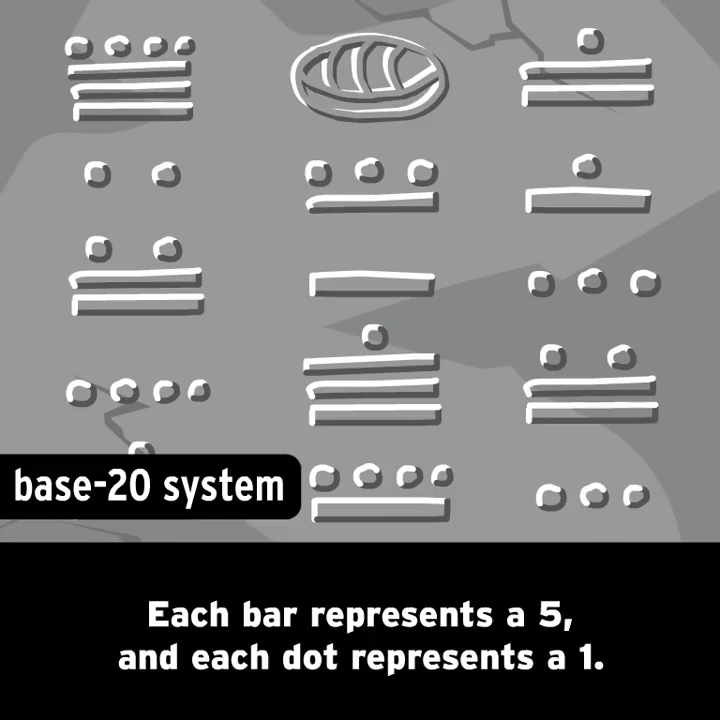 base-20 system
Each bar represents a 5,
and each dot represents a 1.